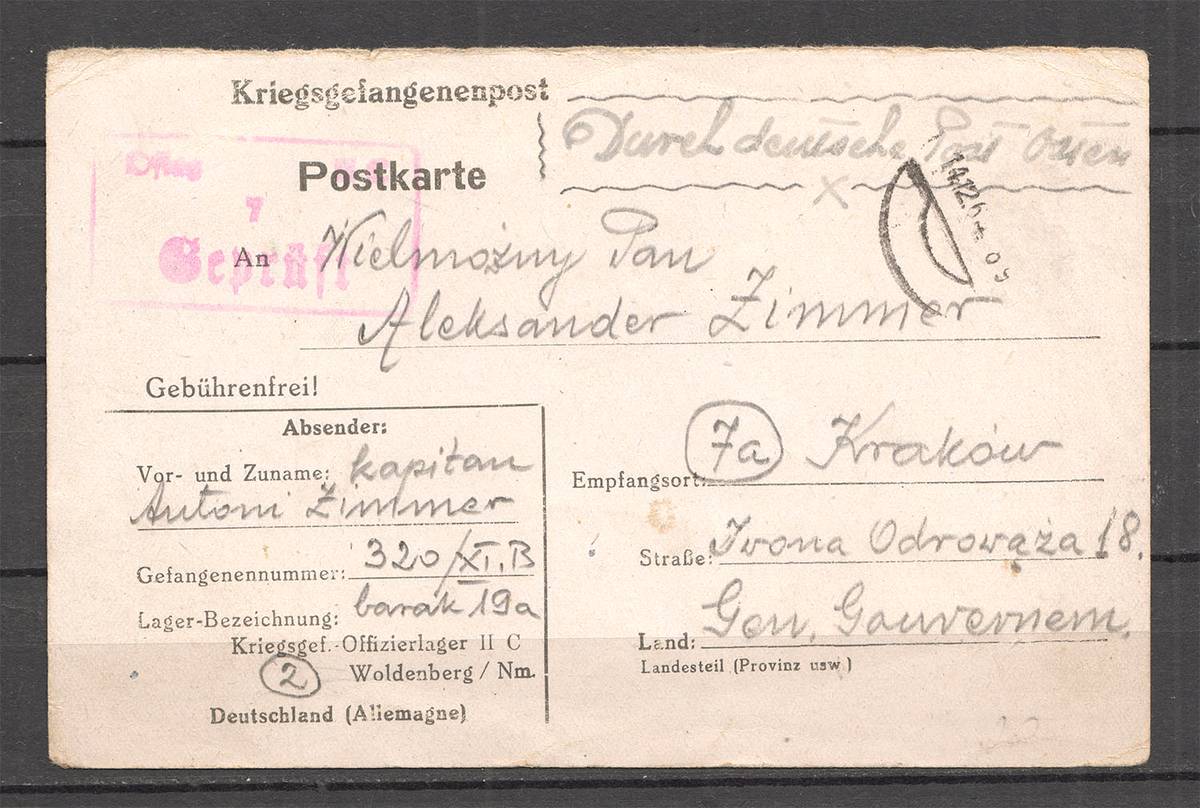 Kriegsgefangenenpost
Durch deutsche Post Osten
Oflag
Postkarte
7
Geprüft
An Wielmożny Pan
Aleksander Zimmer
Gebührenfrei!
Absender:
Vor- und Zuname: kapitan
Antoni Zimmer
Gefangenennummer: 320/XI.B
Lager-Bezeichnung: barak 19a
Kriegsgef.-Offizierlager II C
2 Woldenberg / Nm.
Deutschland (Allemagne)
7a Kraków
Empfangsort:
Straße: Iwona Odrowąża 18.
Land: Gen. Gouvernem.
Landesteil (Provinz usw.)